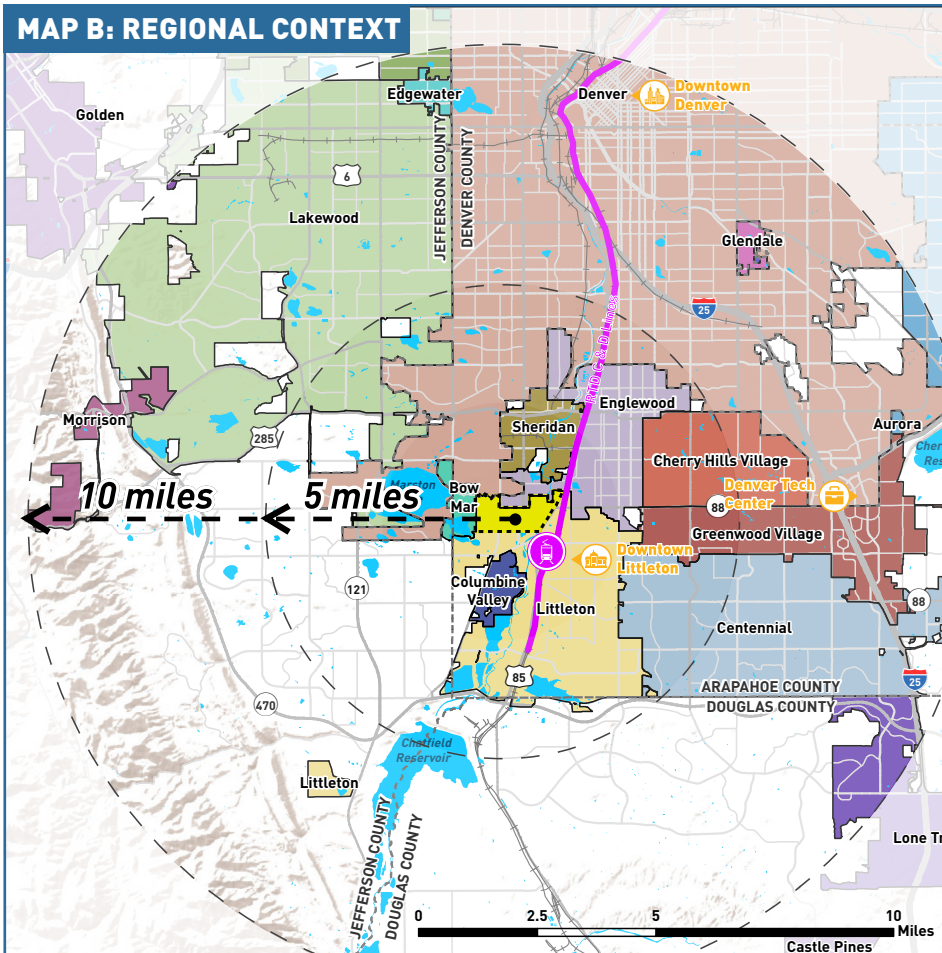 MAP B: REGIONAL CONTEXT
Golden
Edgewater
Denver
Downtown
Denver
JEFFERSON COUNTY
DENVER COUNTY
6
Lakewood
Glendale
25
RTD C & D Lines
Englewood
Morrison
285
Sheridan
Aurora
Cherry Hills Village
Denver Tech
Center
Marston
Bow
Mar
10 miles
5 miles
88
Greenwood Village
Downtown
Littleton
121
Columbine
Valley
Littleton
88
Centennial
85
ARAPAHOE COUNTY
DOUGLAS COUNTY
25
470
Chatfield
Reservoir
Littleton
JEFFERSON COUNTY
DOUGLAS COUNTY
0
2.5
5
10
Miles
Castle Pines